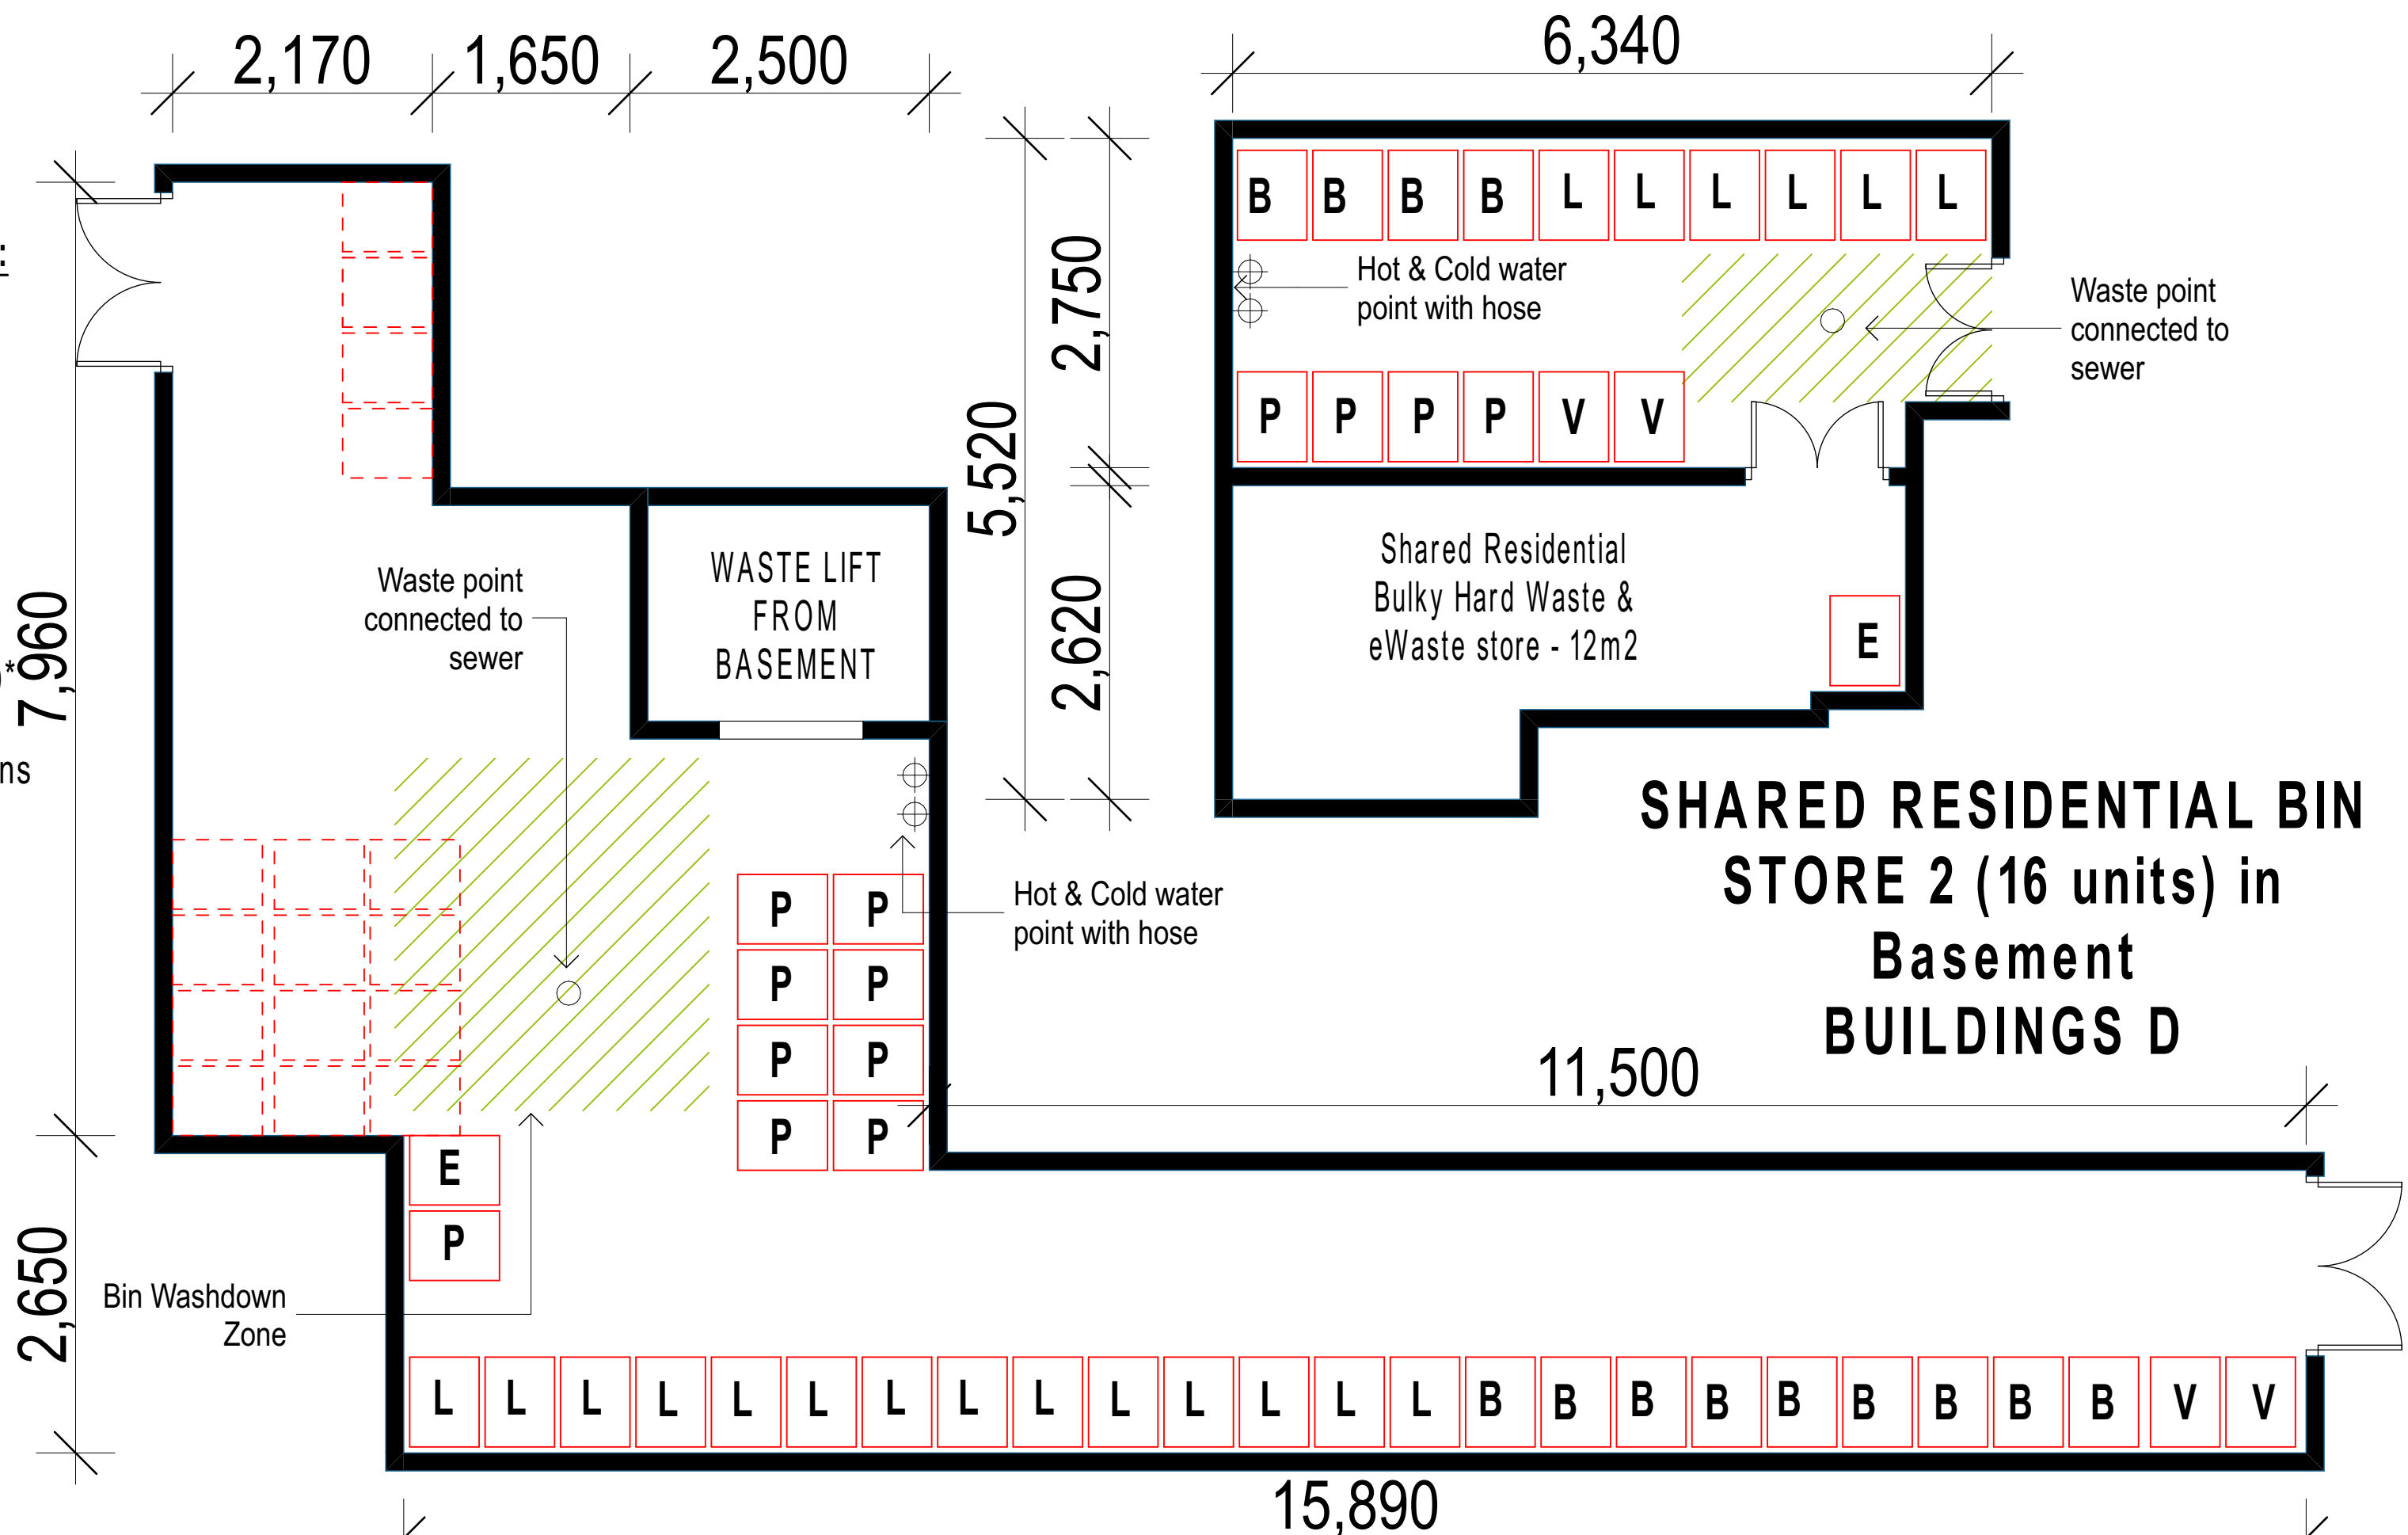 2,170
1,650
2,500
6,340
B B B B L L L L L L
Hot & Cold water
point with hose
Waste point
connected to
sewer
P P P P V V
2,750
5,520
2,620
7,960
Shared Residential
Bulky Hard Waste &
eWaste store - 12m2
E
WASTE LIFT
FROM
BASEMENT
Waste point
connected to
sewer
*
ns
SHARED RESIDENTIAL BIN
STORE 2 (16 units) in
Basement
BUILDINGS D
Hot & Cold water
point with hose
P P
P P
P P
P P
11,500
E
P
2,650
Bin Washdown
Zone
L L L L L L L L L L L L L L B B B B B B B B B V V
15,890